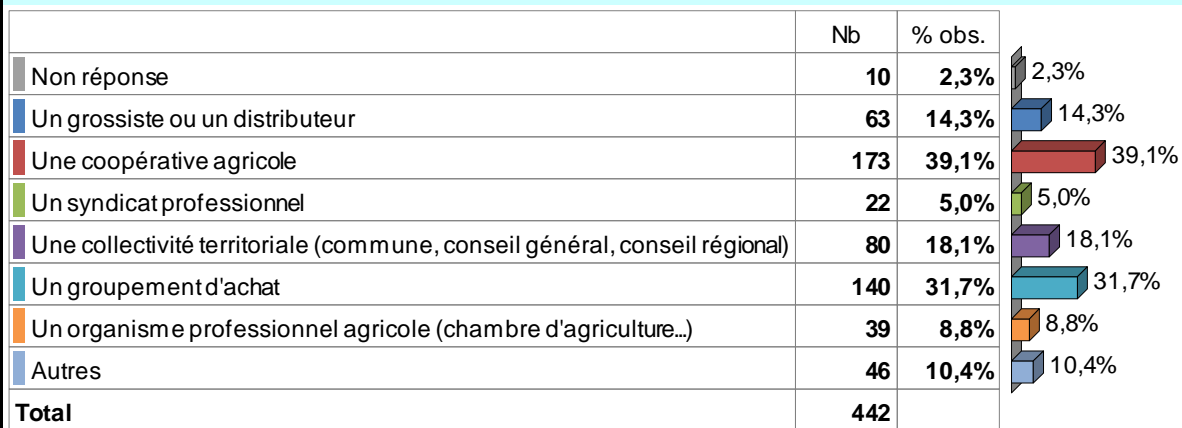 Nb % obs.
Non réponse 10 2,3% 2,3%
Un grossiste ou un distributeur 63 14,3% 14,3%
Une coopérative agricole 173 39,1% 39,1%
Un syndicat professionnel 22 5,0% 5,0%
Une collectivité territoriale (commune, conseil général, conseil régional) 80 18,1% 18,1%
Un groupement d'achat 140 31,7% 31,7%
Un organisme professionnel agricole (chambre d'agriculture...) 39 8,8% 8,8%
Autres 46 10,4% 10,4%
Total 442